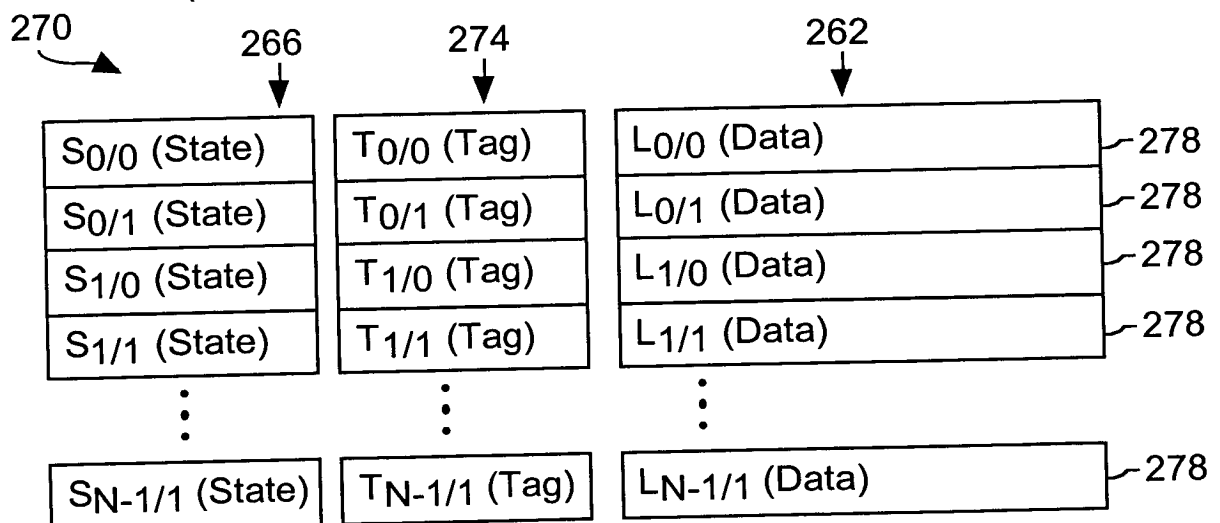 270
266
274
262
S0/0 (State) T0/0 (Tag) L0/0 (Data) 278
S0/1 (State) T0/1 (Tag) L0/1 (Data) 278
S1/0 (State) T1/0 (Tag) L1/0 (Data) 278
S1/1 (State) T1/1 (Tag) L1/1 (Data) 278
SN-1/1 (State) TN-1/1 (Tag) LN-1/1 (Data) 278